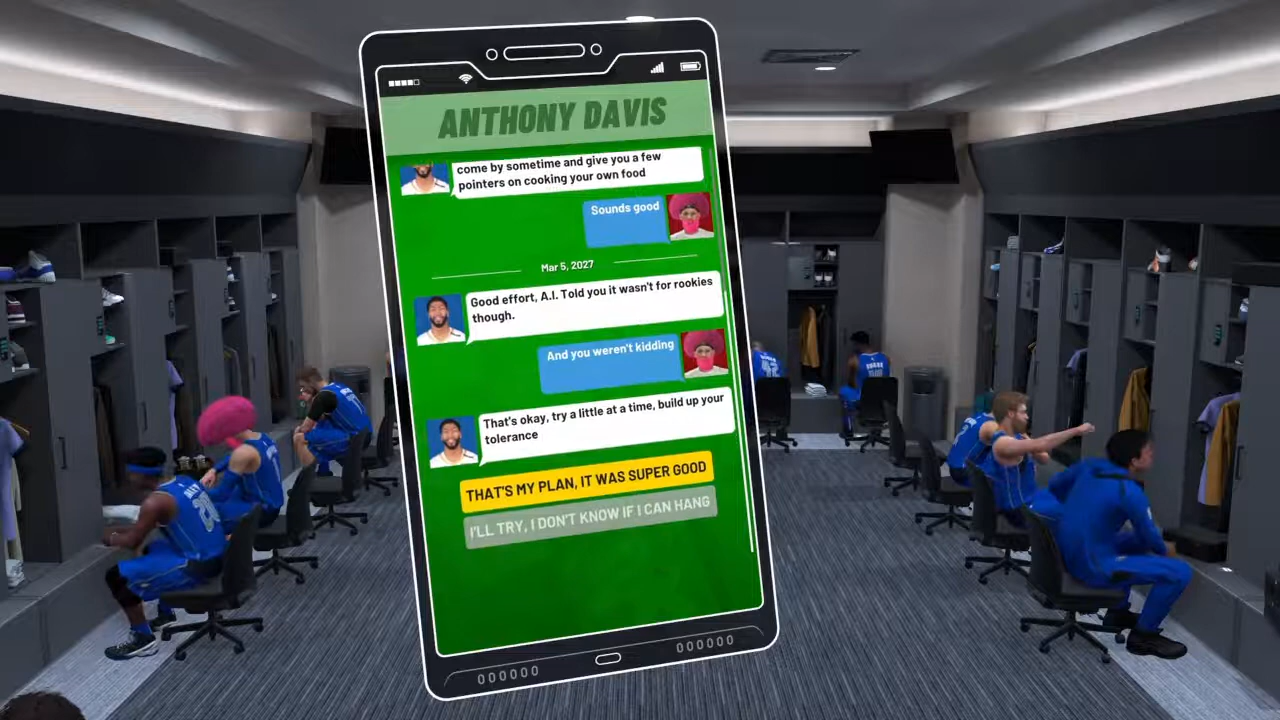 ANTHONY DAVIS
come by sometime and give you a few
pointers on cooking your own food
Sounds good
Mar 5, 2027
Good effort, A.I. Told you it wasn't for rookies
though.
And you weren't kidding
That's okay, try a little at a time, build up your
tolerance
THAT'S MY PLAN, IT WAS SUPER GOOD
I'LL TRY, I DON'T KNOW IF I CAN HANG